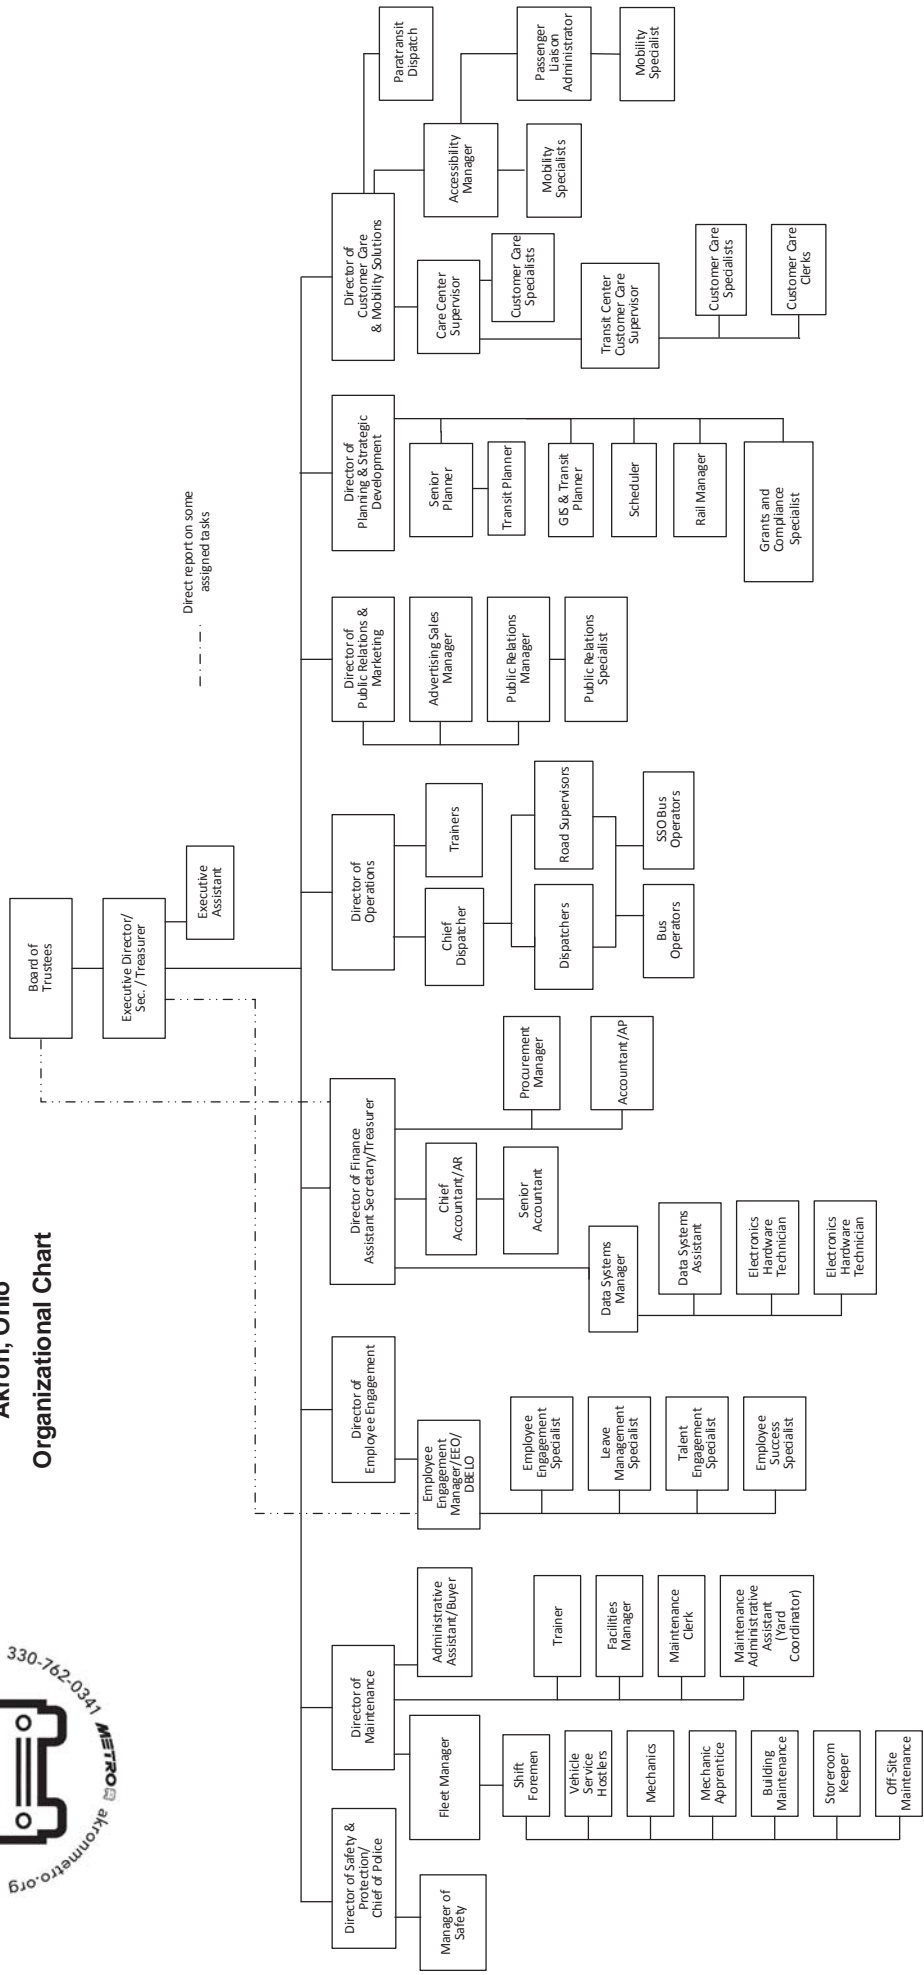 Akron, Ohio
Organizational Chart
330-762-0341 METRO akronmetro.org
Board of
Trustees
Executive Director/
Sec. / Treasurer
Executive
Assistant
Direct report on some
assigned tasks
Director of Safety &
Protection/
Chief of Police
Manager of
Safety
Director of
Maintenance
Fleet Manager
Administrative
Assistant/Buyer
Shift
Foremen
Vehicle
Service
Hostlers
Mechanics
Mechanic
Apprentice
Building
Maintenance
Storeroom
Keeper
Off-Site
Maintenance
Trainer
Facilities
Manager
Maintenance
Clerk
Maintenance
Administrative
Assistant
(Yard
Coordinator)
Director of
Employee Engagement
Employee
Engagement
Manager/EEO/
DBELO
Employee
Engagement
Specialist
Leave
Management
Specialist
Talent
Engagement
Specialist
Employee
Success
Specialist
Director of Finance
Assistant Secretary/Treasurer
Chief
Accountant/AR
Senior
Accountant
Procurement
Manager
Accountant/AP
Data Systems
Manager
Data Systems
Assistant
Electronics
Hardware
Technician
Electronics
Hardware
Technician
Director of
Operations
Chief
Dispatcher
Trainers
Dispatchers
Road Supervisors
Bus
Operators
SSO Bus
Operators
Director of
Public Relations &
Marketing
Advertising Sales
Manager
Public Relations
Manager
Public Relations
Specialist
Director of
Planning & Strategic
Development
Senior
Planner
Transit Planner
GIS & Transit
Planner
Scheduler
Rail Manager
Grants and
Compliance
Specialist
Director of
Customer Care
& Mobility Solutions
Care Center
Supervisor
Customer Care
Specialists
Transit Center
Customer Care
Supervisor
Customer Care
Specialists
Customer Care
Clerks
Accessibility
Manager
Mobility
Specialists
Paratransit
Dispatch
Passenger
Liaison
Administrator
Mobility
Specialist